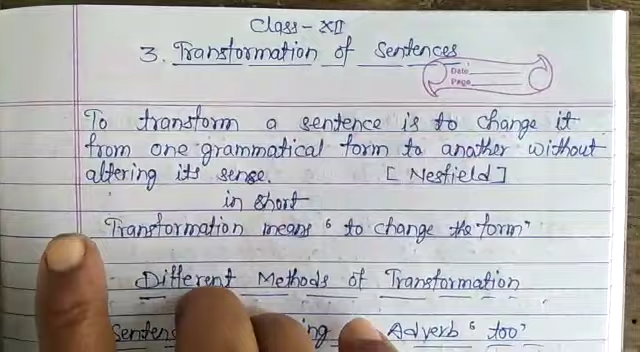 Class - XII
3. Transformation of Sentences
Date
Page
To transform a sentence is to change it
from one grammatical form to another without
altering its sense. [Nesfield]
in short
Transformation means "to change the form"
Different Methods of Transformation
Adverb "too"